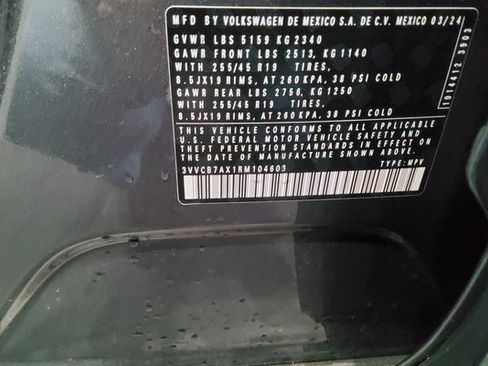 MFD BY VOLKSWAGEN DE MEXICO S.A. DE C.V. MEXICO 03/24
GVWR LBS 5159 KG 2340
GAWR FRONT LBS 2513, KG 1140
WITH 255/45 R19 TIRES,
8.5JX19 RIMS, AT 260 KPA, 38 PSI COLD
GAWR REAR LBS 2756, KG 1250
WITH 255/45 R19 TIRES,
8.5JX19 RIMS, AT 260 KPA, 38 PSI COLD
THIS VEHICLE CONFORMS TO ALL APPLICABLE
U.S. FEDERAL MOTOR VEHICLE SAFETY AND
THEFT PREVENTION STANDARDS IN EFFECT ON
THE DATE OF MANUFACTURE SHOWN ABOVE
3VVCB7AX1RM104603 TYPE: MPV
1014412 3903